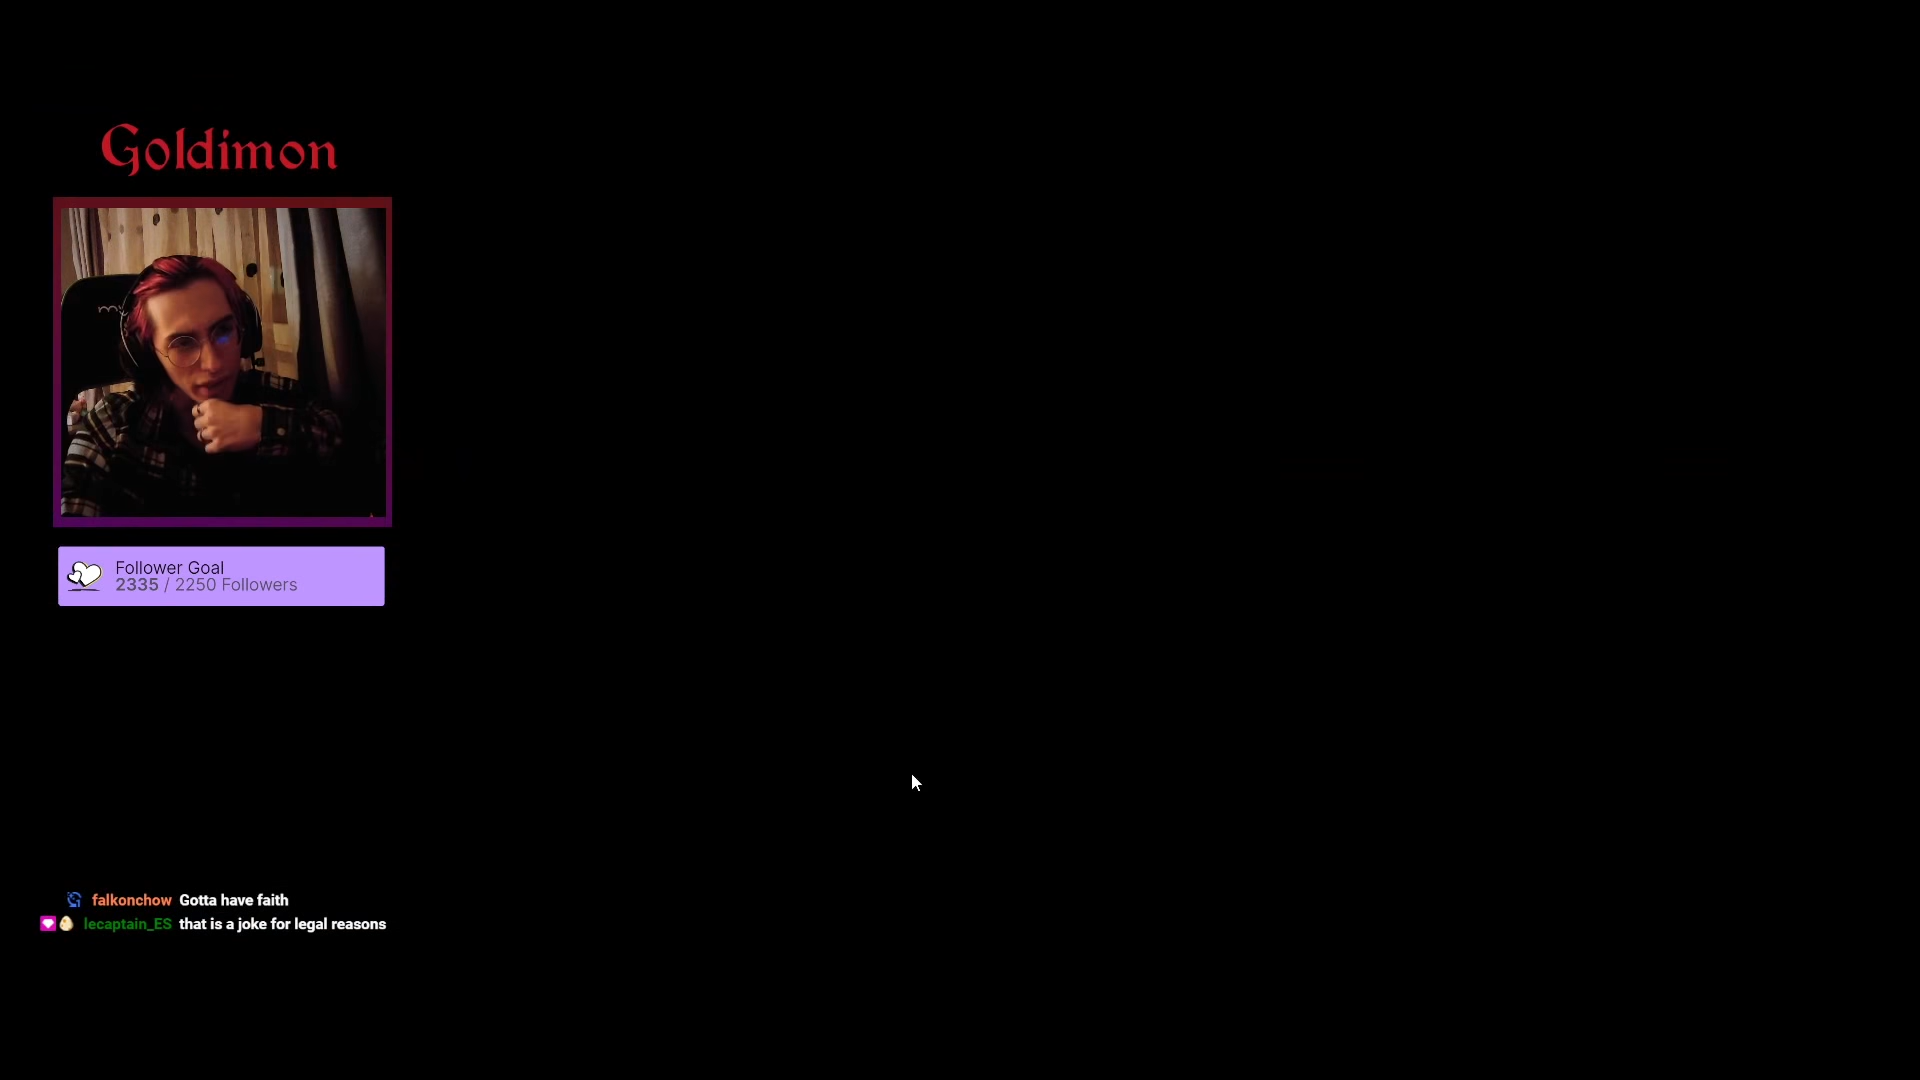 Goldimon
Follower Goal
2335 / 2250 Followers
falkonchow Gotta have faith
lecaptain_ES that is a joke for legal reasons